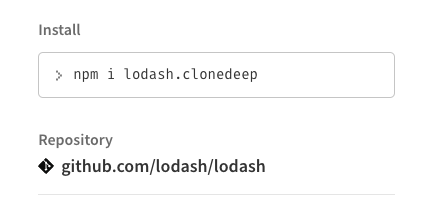 Install
> npm i lodash.clonedeep
Repository
github.com/lodash/lodash